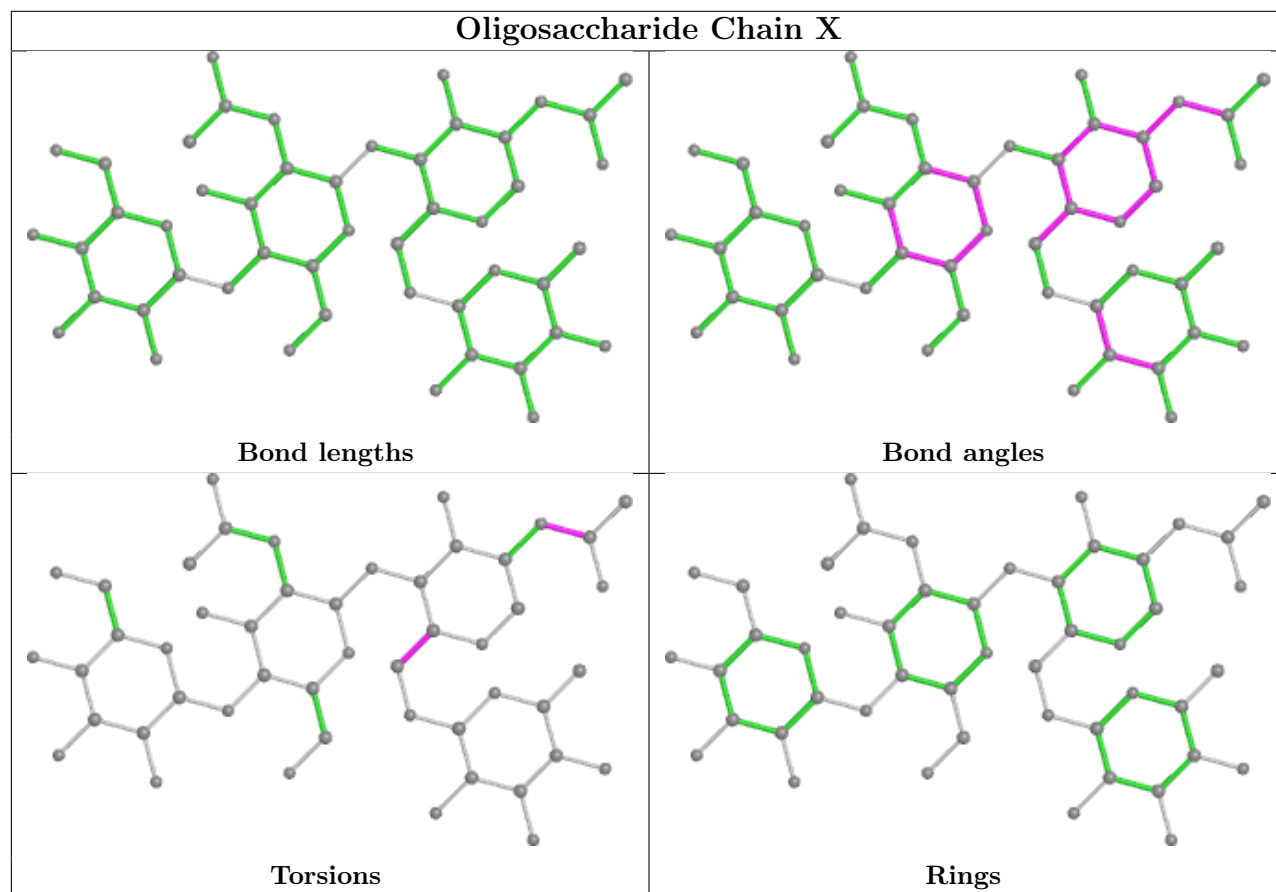 Oligosaccharide Chain X
Bond lengths
Bond angles
Torsions
Rings